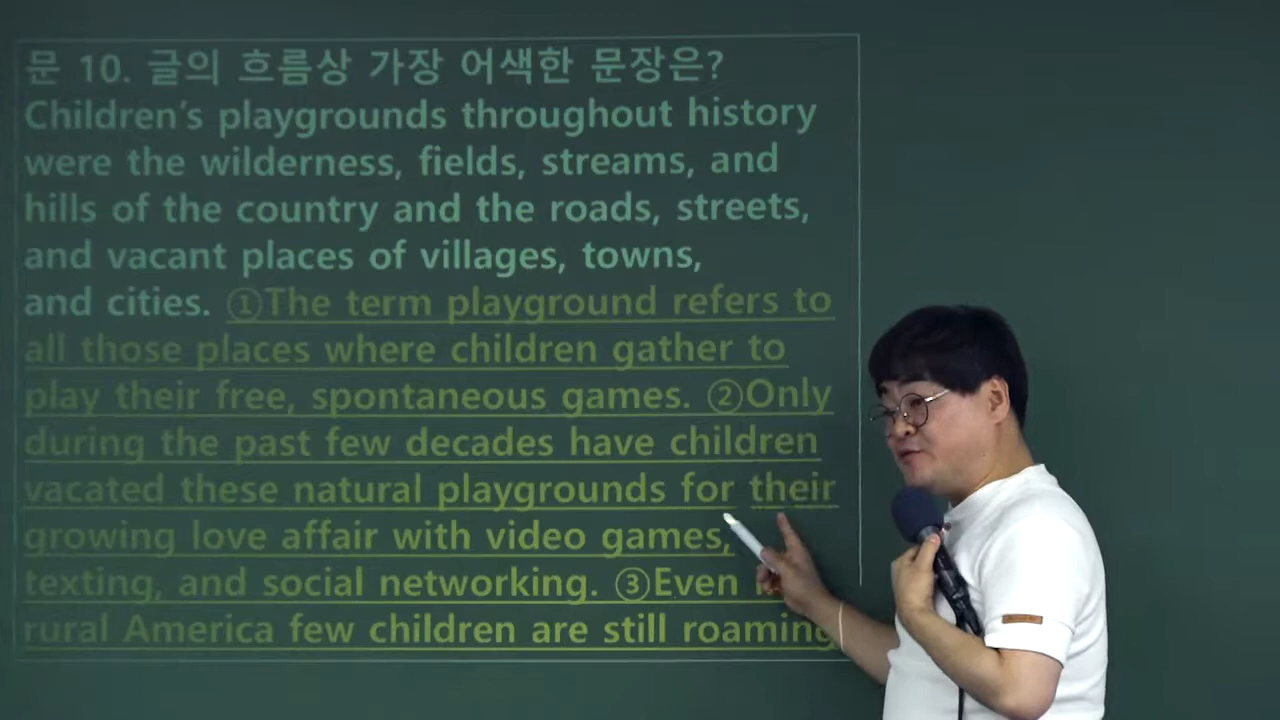 문 10. 글의 흐름상 가장 어색한 문장은?
Children's playgrounds throughout history
were the wilderness, fields, streams, and
hills of the country and the roads, streets,
and vacant places of villages, towns,
and cities. ①The term playground refers to
all those places where children gather to
play their free, spontaneous games. ②Only
during the past few decades have children
vacated these natural playgrounds for their
growing love affair with video games,
texting, and social networking. ③Even
rural America few children are still roaming